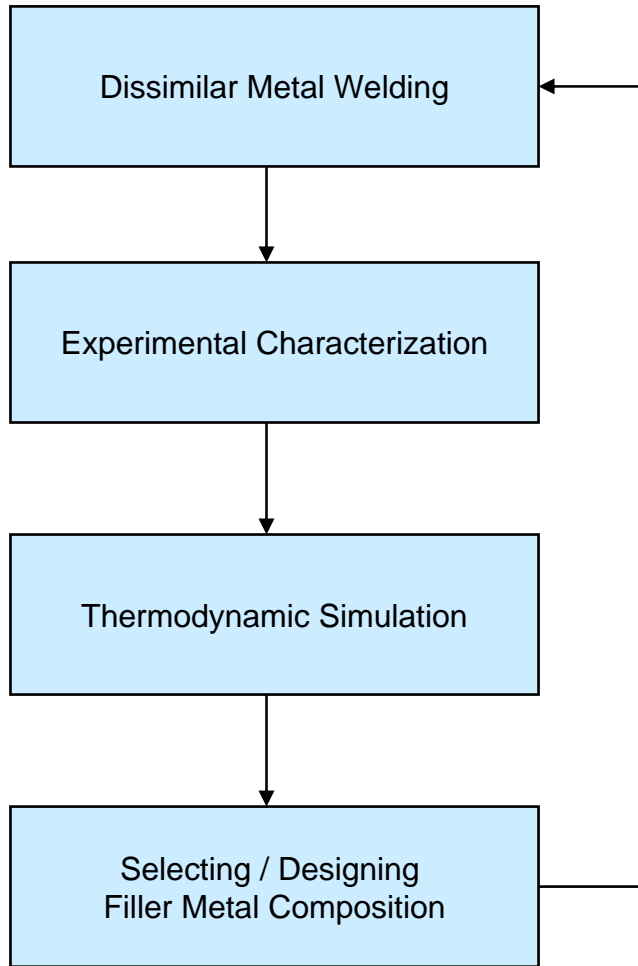 Dissimilar Metal Welding
Experimental Characterization
Thermodynamic Simulation
Selecting / Designing
Filler Metal Composition